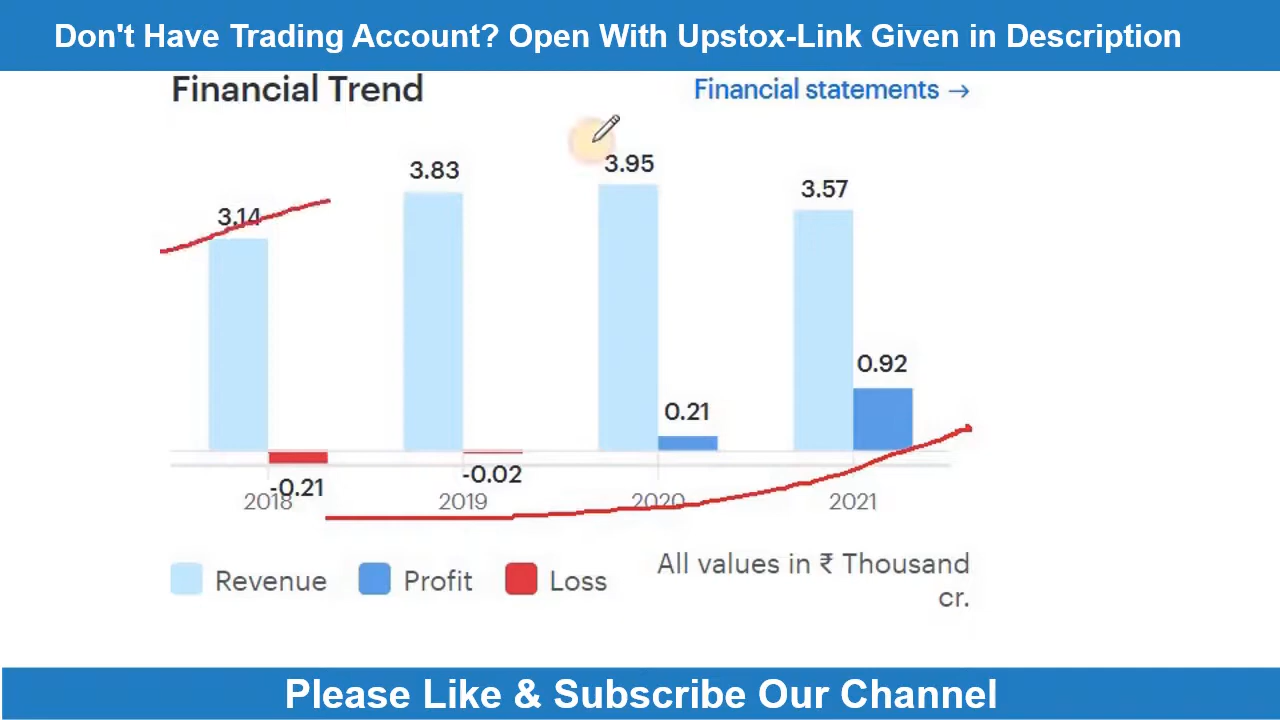 Don't Have Trading Account? Open With Upstox-Link Given in Description
Financial Trend
Financial statements →
3.14
3.83
3.95
3.57
-0.21
-0.02
0.21
0.92
2018
2019
2020
2021
Revenue
Profit
Loss
All values in ₹ Thousand
cr.
Please Like & Subscribe Our Channel